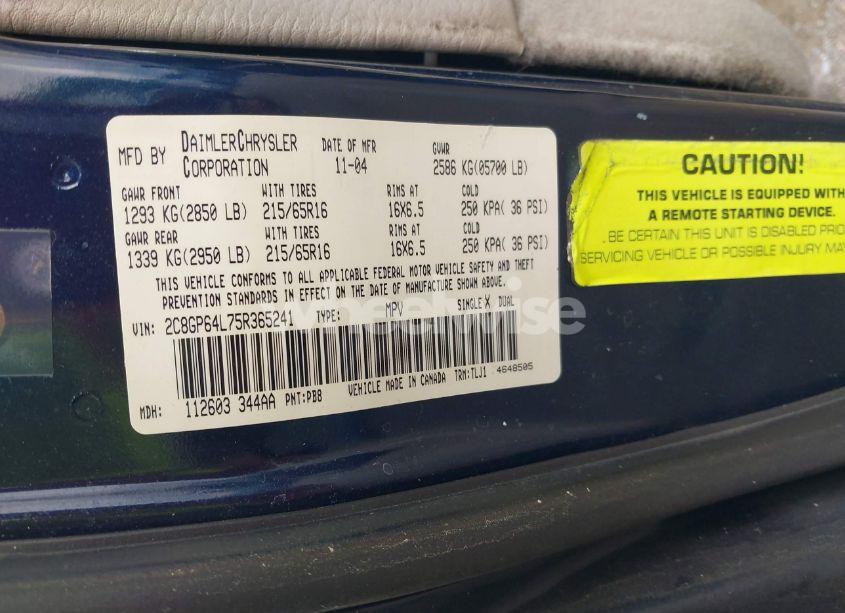 MFD BY DAIMLERCHRYSLER CORPORATION DATE OF MFR 11-04 GVWR 2586 KG(05700 LB)
GAWR FRONT WITH TIRES RIMS AT COLD
1293 KG(2850 LB) 215/65R16 16X6.5 250 KPA( 36 PSI)
GAWR REAR WITH TIRES RIMS AT COLD
1339 KG(2950 LB) 215/65R16 16X6.5 250 KPA( 36 PSI)
THIS VEHICLE CONFORMS TO ALL APPLICABLE FEDERAL MOTOR VEHICLE SAFETY AND THEFT
PREVENTION STANDARDS IN EFFECT ON THE DATE OF MANUFACTURE SHOWN ABOVE.
VIN: 2C8GP64L75R365241 TYPE: MPV SINGLE X DUAL
MDH: 112603 344AA PNT:PB8 VEHICLE MADE IN CANADA TRM:TLJ1 4648505
CAUTION!
THIS VEHICLE IS EQUIPPED WITH
A REMOTE STARTING DEVICE.
BE CERTAIN THIS UNIT IS DISABLED PRIO
SERVICING VEHICLE OR POSSIBLE INJURY MA
wheelwise